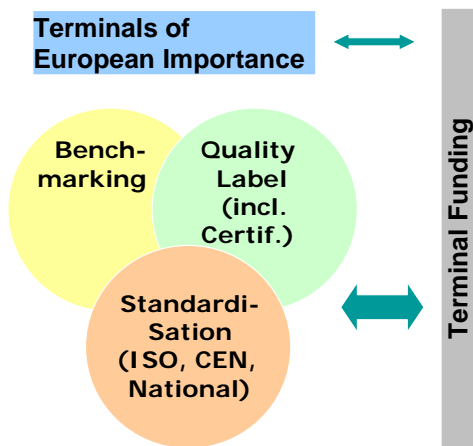 Terminals of
European Importance
Bench-
marking
Quality
Label
(incl.
Certif.)
Standardi-
Sation
(ISO, CEN,
National)
Terminal Funding